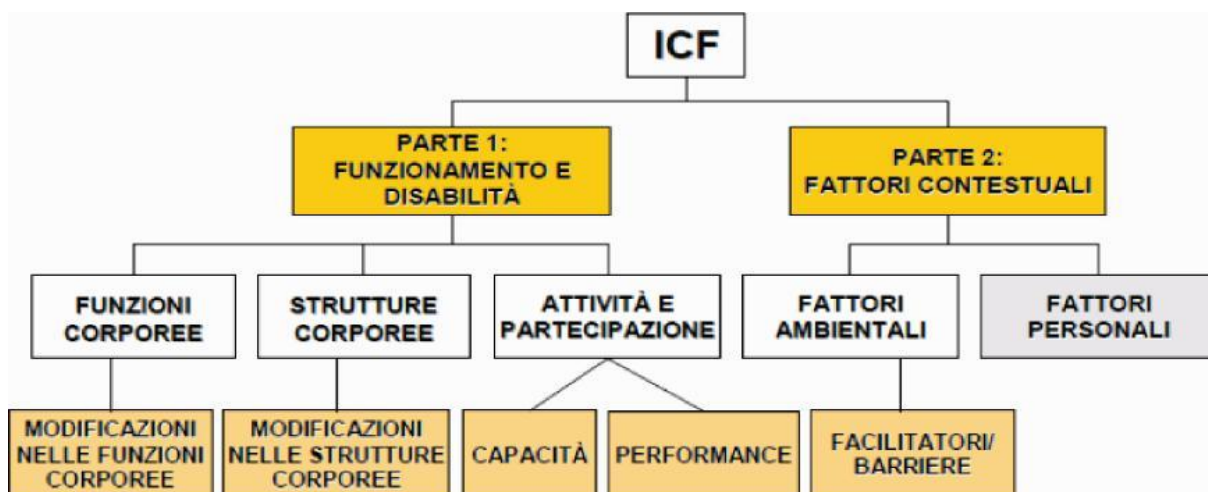 ICF
PARTE 1:
FUNZIONAMENTO E
DISABILITÀ
PARTE 2:
FATTORI CONTESTUALI
FUNZIONI
CORPOREE
STRUTTURE
CORPOREE
ATTIVITÀ E
PARTECIPAZIONE
FATTORI
AMBIENTALI
FATTORI
PERSONALI
MODIFICAZIONI
NELLE FUNZIONI
CORPOREE
MODIFICAZIONI
NELLE STRUTTURE
CORPOREE
CAPACITÀ
PERFORMANCE
FACILITATORI/
BARRIERE